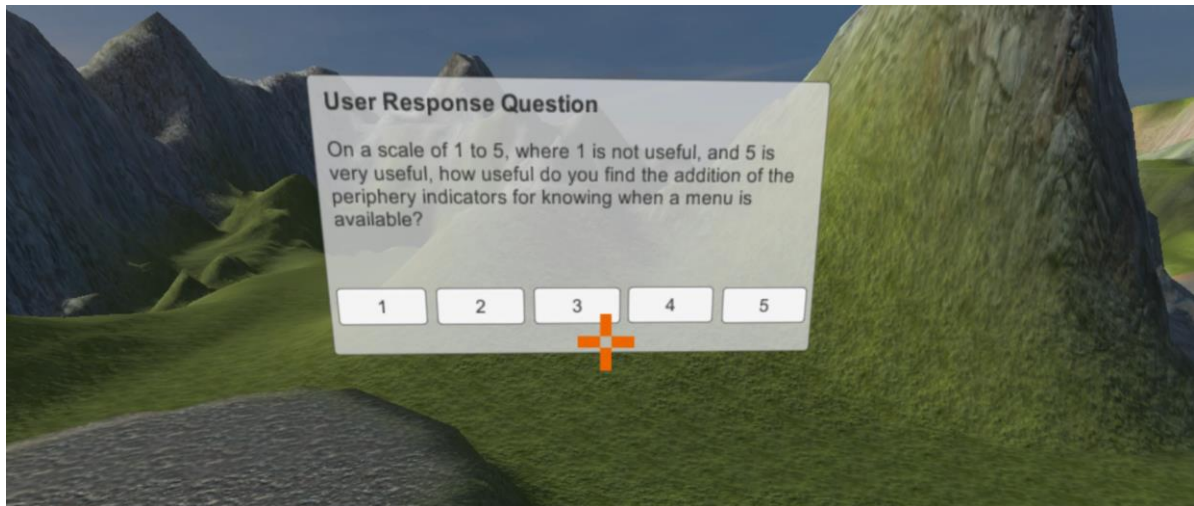 User Response Question
On a scale of 1 to 5, where 1 is not useful, and 5 is
very useful, how useful do you find the addition of the
periphery indicators for knowing when a menu is
available?
1 2 3 4 5